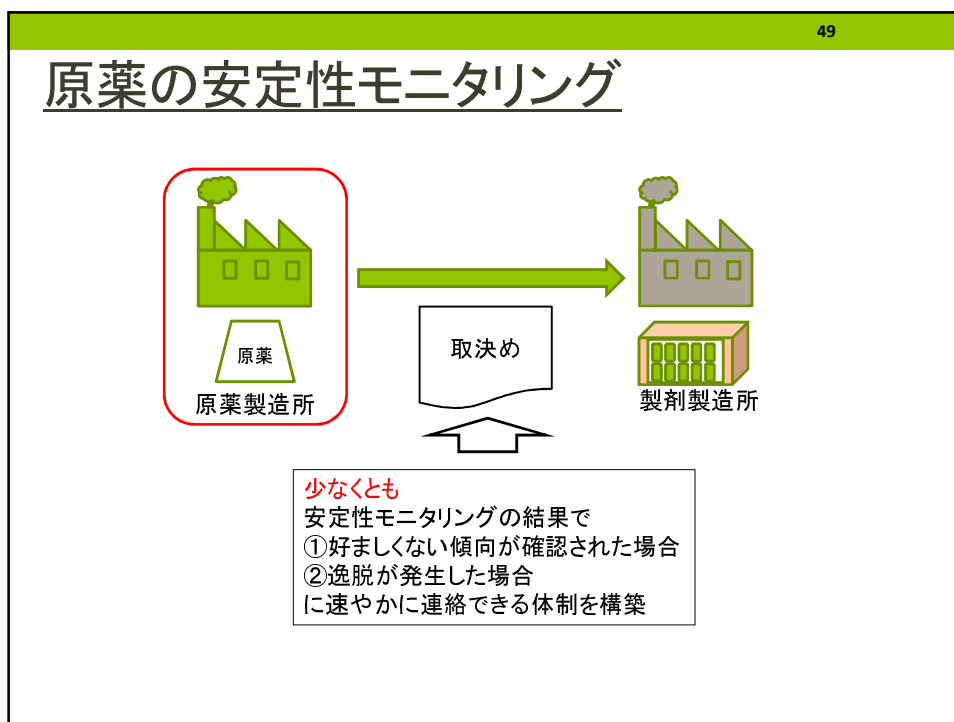 49
原薬の安定性モニタリング
原薬
原薬製造所
取決め
製剤製造所
少なくとも
安定性モニタリングの結果で
①好ましくない傾向が確認された場合
②逸脱が発生した場合
に速やかに連絡できる体制を構築